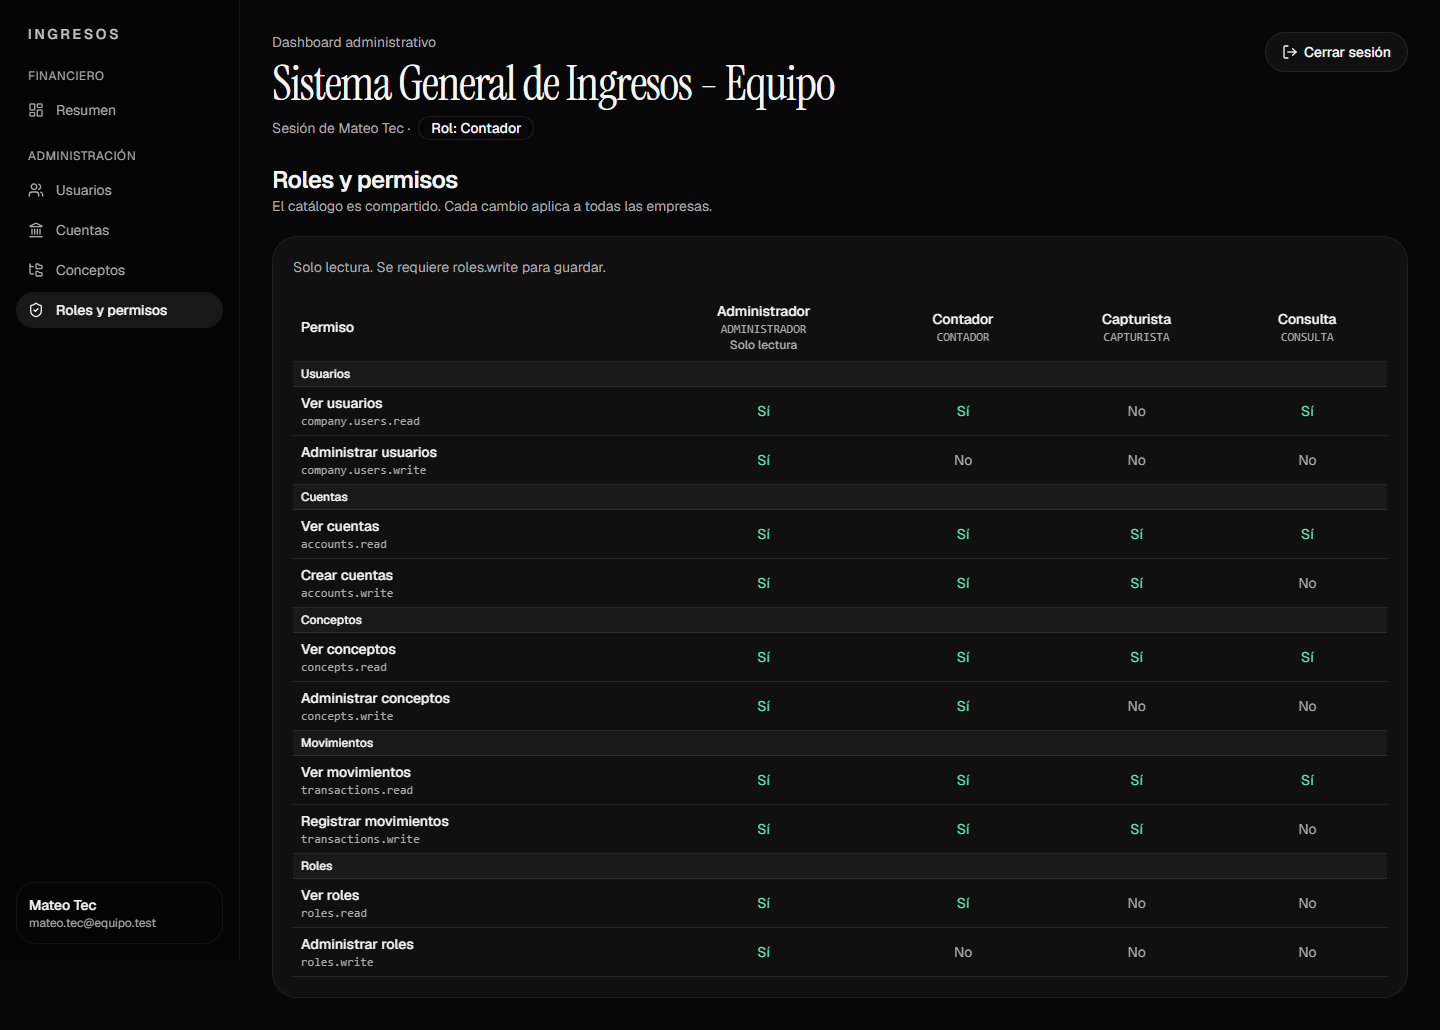 INGRESOS
FINANCIERO
Resumen
ADMINISTRACIÓN
Usuarios
Cuentas
Conceptos
Roles y permisos
Mateo Tec
mateo.tec@equipo.test
Dashboard administrativo
Sistema General de Ingresos - Equipo
Sesión de Mateo Tec · Rol: Contador
Cerrar sesión
Roles y permisos
El catálogo es compartido. Cada cambio aplica a todas las empresas.
Solo lectura. Se requiere roles.write para guardar.
Permiso
Administrador
ADMINISTRADOR
Solo lectura
Contador
CONTADOR
Capturista
CAPTURISTA
Consulta
CONSULTA
Usuarios
Ver usuarios
company.users.read
Sí Sí No Sí
Administrar usuarios
company.users.write
Sí No No No
Cuentas
Ver cuentas
accounts.read
Sí Sí Sí Sí
Crear cuentas
accounts.write
Sí Sí Sí No
Conceptos
Ver conceptos
concepts.read
Sí Sí Sí Sí
Administrar conceptos
concepts.write
Sí Sí No No
Movimientos
Ver movimientos
transactions.read
Sí Sí Sí Sí
Registrar movimientos
transactions.write
Sí Sí Sí No
Roles
Ver roles
roles.read
Sí Sí No No
Administrar roles
roles.write
Sí No No No